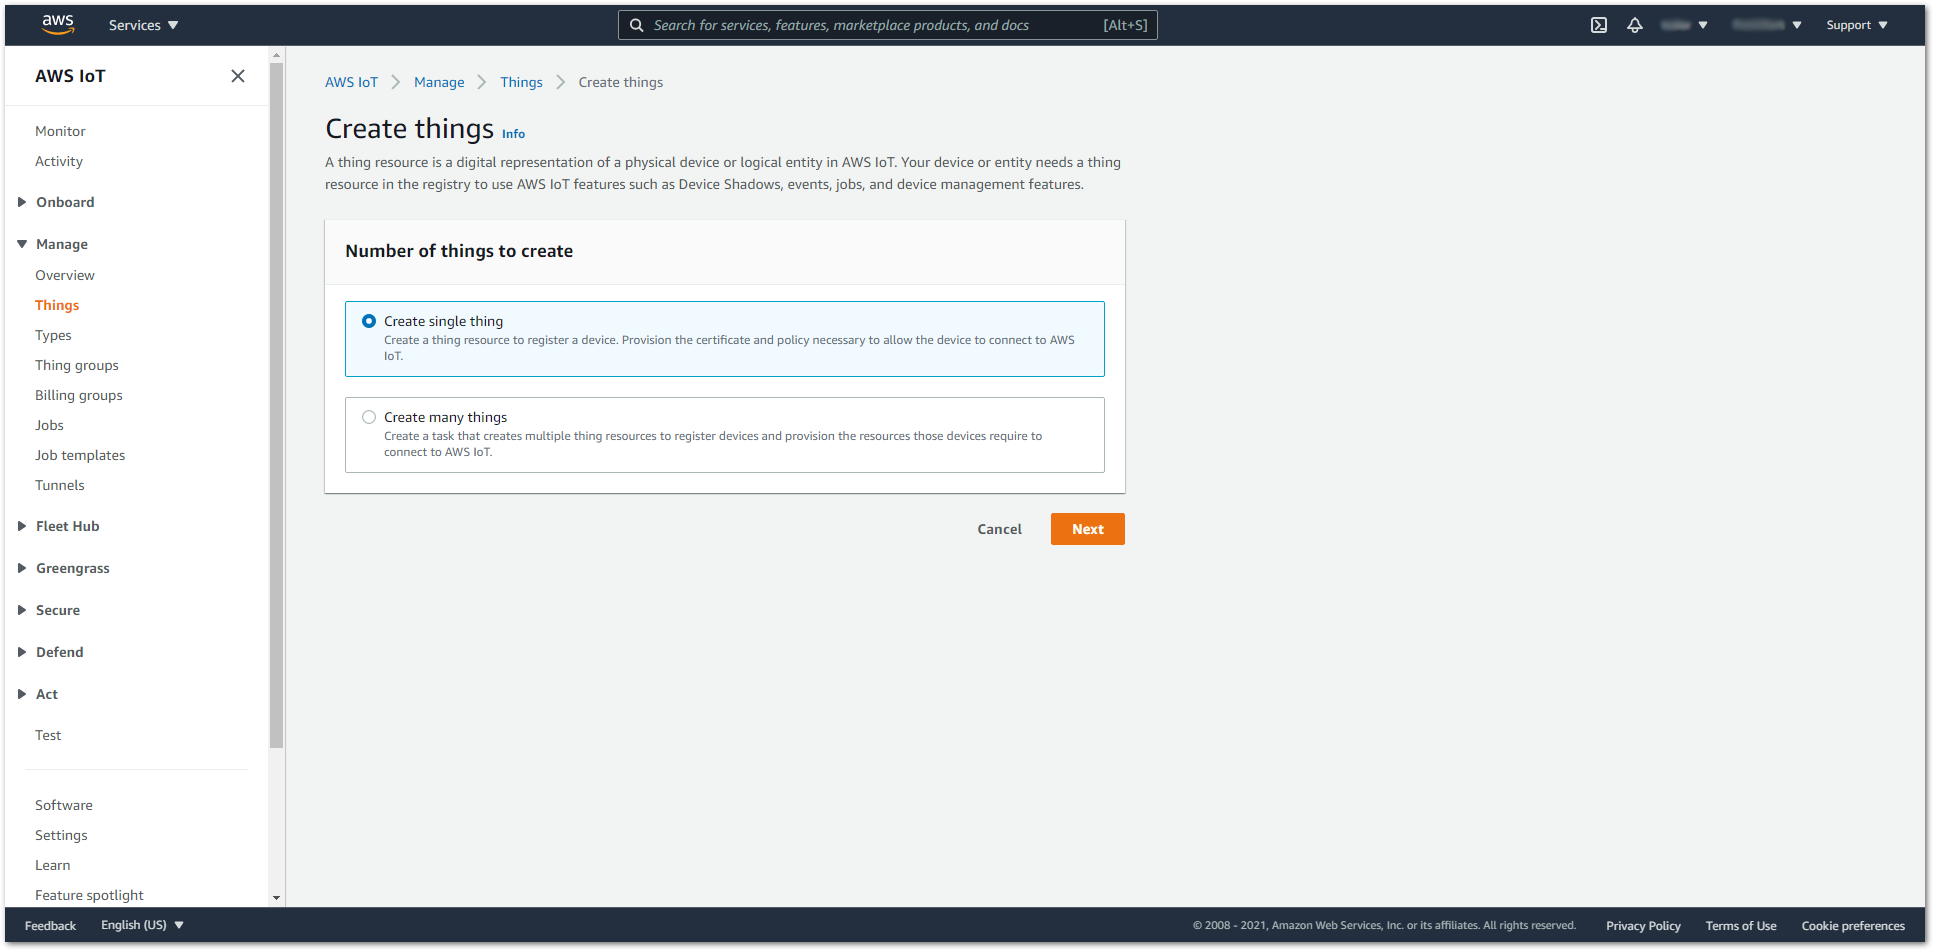 aws
Services
Search for services, features, marketplace products, and docs [Alt+S]
Support
AWS IoT
Monitor
Activity
Onboard
Manage
Overview
Things
Types
Thing groups
Billing groups
Jobs
Job templates
Tunnels
Fleet Hub
Greengrass
Secure
Defend
Act
Test
Software
Settings
Learn
Feature spotlight
AWS IoT Manage Things Create things
Create things Info
A thing resource is a digital representation of a physical device or logical entity in AWS IoT. Your device or entity needs a thing
resource in the registry to use AWS IoT features such as Device Shadows, events, jobs, and device management features.
Number of things to create
Create single thing
Create a thing resource to register a device. Provision the certificate and policy necessary to allow the device to connect to AWS
IoT.
Create many things
Create a task that creates multiple thing resources to register devices and provision the resources those devices require to
connect to AWS IoT.
Cancel Next
Feedback English (US) © 2008 - 2021, Amazon Web Services, Inc. or its affiliates. All rights reserved. Privacy Policy Terms of Use Cookie preferences